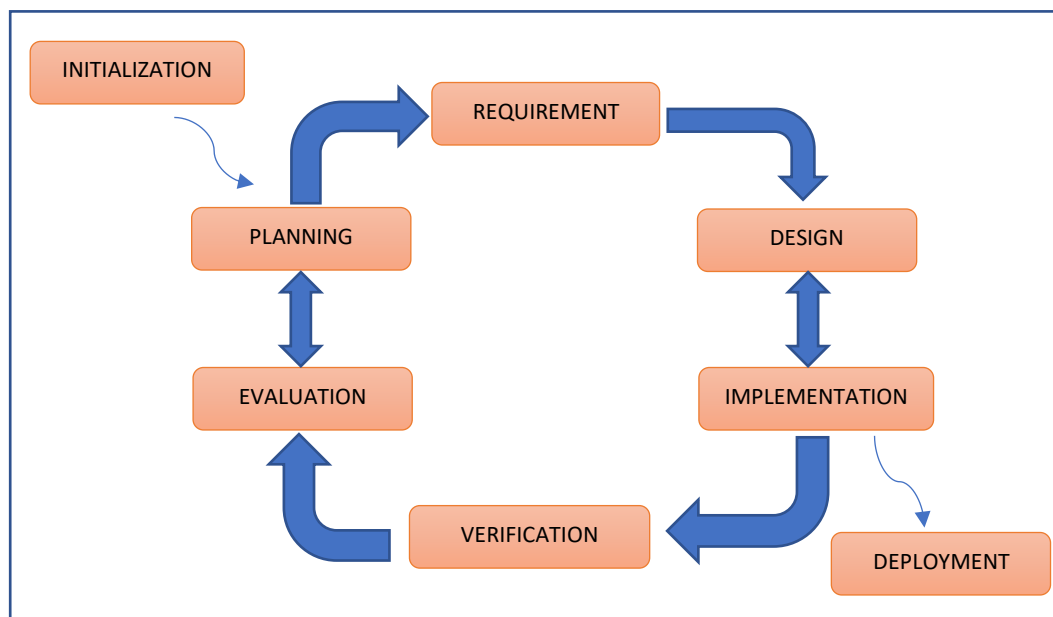 INITIALIZATION
REQUIREMENT
PLANNING
DESIGN
EVALUATION
IMPLEMENTATION
VERIFICATION
DEPLOYMENT